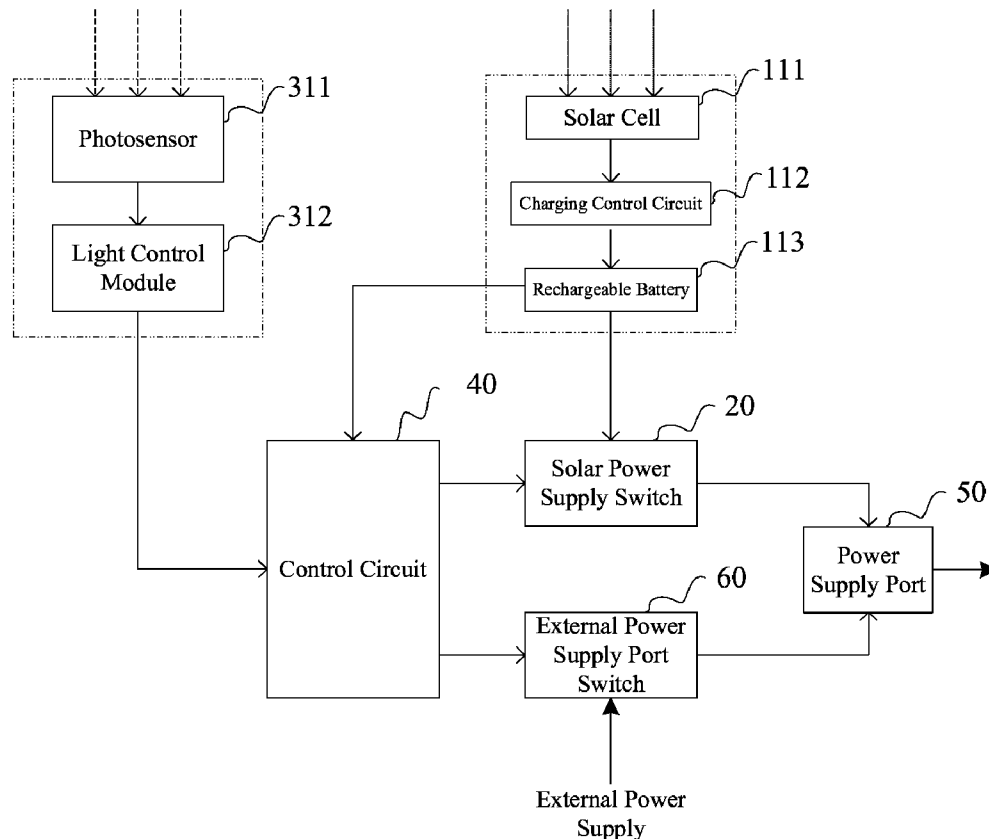 311
Photosensor
312
Light Control
Module
111
Solar Cell
112
Charging Control Circuit
113
Rechargeable Battery
40
Control Circuit
20
Solar Power
Supply Switch
50
Power
Supply Port
60
External Power
Supply Port
Switch
External Power
Supply